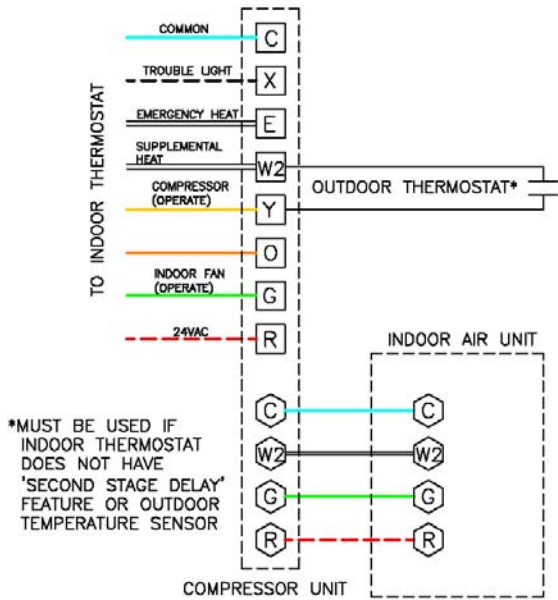 COMMON
C
TROUBLE LIGHT
X
EMERGENCY HEAT
E
SUPPLEMENTAL
HEAT
W2
OUTDOOR THERMOSTAT*
COMPRESSOR
(OPERATE)
Y
O
INDOOR FAN
(OPERATE)
G
24VAC
R
TO INDOOR THERMOSTAT
INDOOR AIR UNIT
C
C
W2
W2
G
G
R
R
*MUST BE USED IF
INDOOR THERMOSTAT
DOES NOT HAVE
'SECOND STAGE DELAY'
FEATURE OR OUTDOOR
TEMPERATURE SENSOR
COMPRESSOR UNIT